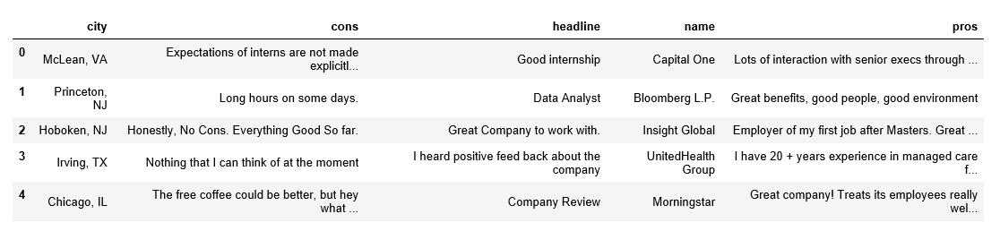 city cons headline name pros
0 McLean, VA Expectations of interns are not made explicitl... Good internship Capital One Lots of interaction with senior execs through ...
1 Princeton, NJ Long hours on some days. Data Analyst Bloomberg L.P. Great benefits, good people, good environment
2 Hoboken, NJ Honestly, No Cons. Everything Good So far. Great Company to work with. Insight Global Employer of my first job after Masters. Great ...
3 Irving, TX Nothing that I can think of at the moment I heard positive feed back about the company UnitedHealth Group I have 20 + years experience in managed care f...
4 Chicago, IL The free coffee could be better, but hey what ... Company Review Morningstar Great company! Treats its employees really wel...